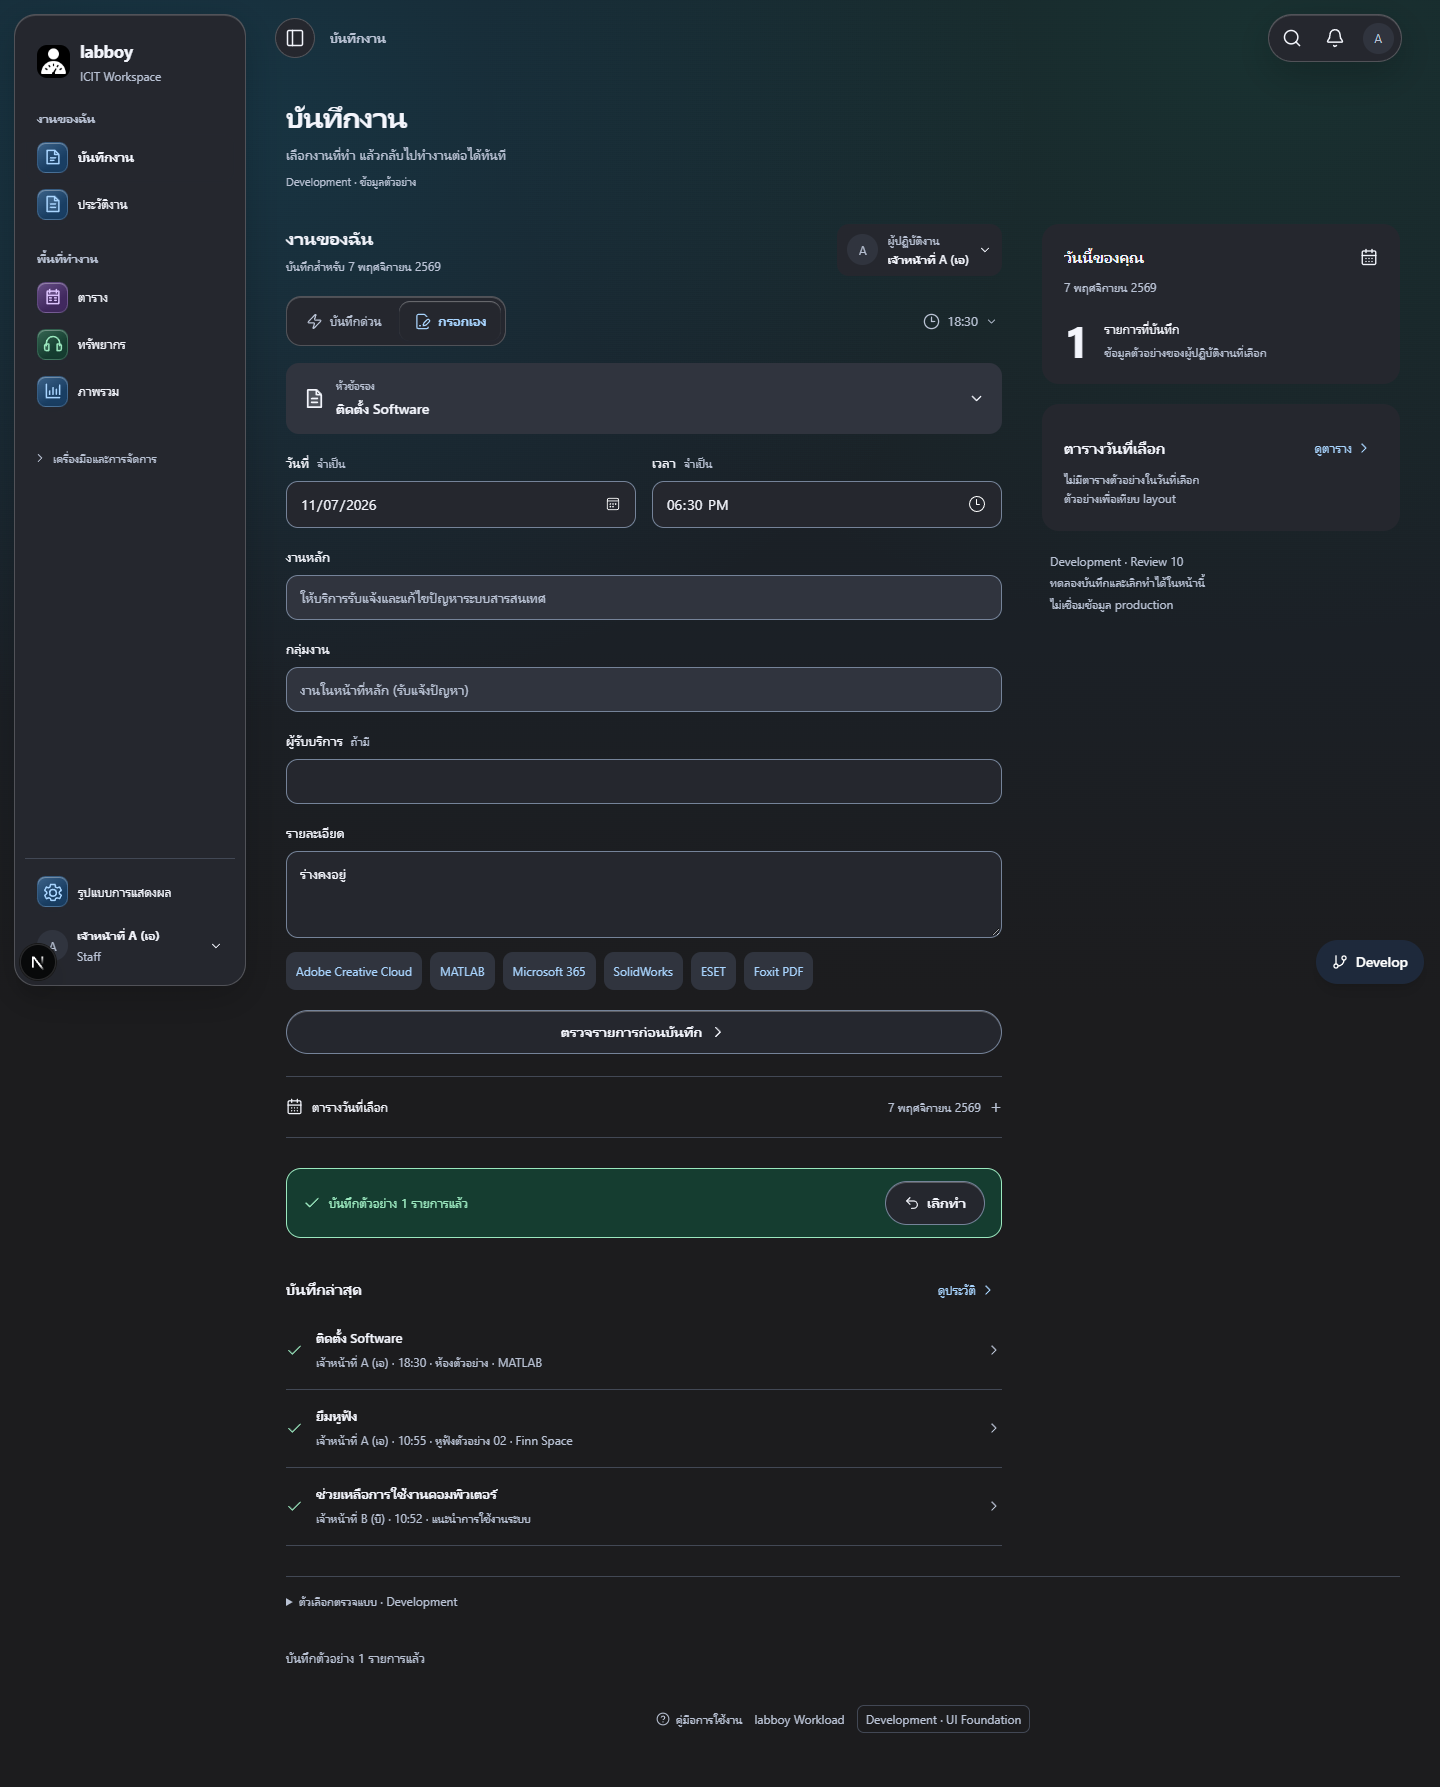 labboy
ICIT Workspace
งานของฉัน
บันทึกงาน
ประวัติงาน
พื้นที่ทำงาน
ตาราง
ทรัพยากร
ภาพรวม
เครื่องมือและการจัดการ
รูปแบบการแสดงผล
A
เจ้าหน้าที่ A (เอ)
Staff
N
บันทึกงาน
A
บันทึกงาน
เลือกงานที่ทำ แล้วกลับไปทำงานต่อได้ทันที
Development · ข้อมูลตัวอย่าง
งานของฉัน
บันทึกสำหรับ 7 พฤศจิกายน 2569
A
ผู้ปฏิบัติงาน
เจ้าหน้าที่ A (เอ)
บันทึกด่วน
กรอกเอง
18:30
หัวข้อรอง
ติดตั้ง Software
วันที่ จำเป็น
เวลา จำเป็น
11/07/2026
06:30 PM
งานหลัก
ให้บริการรับแจ้งและแก้ไขปัญหาระบบสารสนเทศ
กลุ่มงาน
งานในหน้าที่หลัก (รับแจ้งปัญหา)
ผู้รับบริการ ถ้ามี
รายละเอียด
ร่างคงอยู่
Adobe Creative Cloud
MATLAB
Microsoft 365
SolidWorks
ESET
Foxit PDF
ตรวจรายการก่อนบันทึก
ตารางวันที่เลือก
7 พฤศจิกายน 2569
บันทึกตัวอย่าง 1 รายการแล้ว
เลิกทำ
บันทึกล่าสุด
ดูประวัติ
ติดตั้ง Software
เจ้าหน้าที่ A (เอ) · 18:30 · ห้องตัวอย่าง · MATLAB
ยืมหูฟัง
เจ้าหน้าที่ A (เอ) · 10:55 · หูฟังตัวอย่าง 02 · Finn Space
ช่วยเหลือการใช้งานคอมพิวเตอร์
เจ้าหน้าที่ B (บี) · 10:52 · แนะนำการใช้งานระบบ
วันนี้ของคุณ
7 พฤศจิกายน 2569
1
รายการที่บันทึก
ข้อมูลตัวอย่างของผู้ปฏิบัติงานที่เลือก
ตารางวันที่เลือก
ดูตาราง
ไม่มีตารางตัวอย่างในวันที่เลือก
ตัวอย่างเพื่อเทียบ layout
Development · Review 10
ทดลองบันทึกและเลิกทำได้ในหน้านี้
ไม่เชื่อมข้อมูล production
Develop
ตัวเลือกตรวจแบบ · Development
บันทึกตัวอย่าง 1 รายการแล้ว
คู่มือการใช้งาน
labboy Workload
Development · UI Foundation